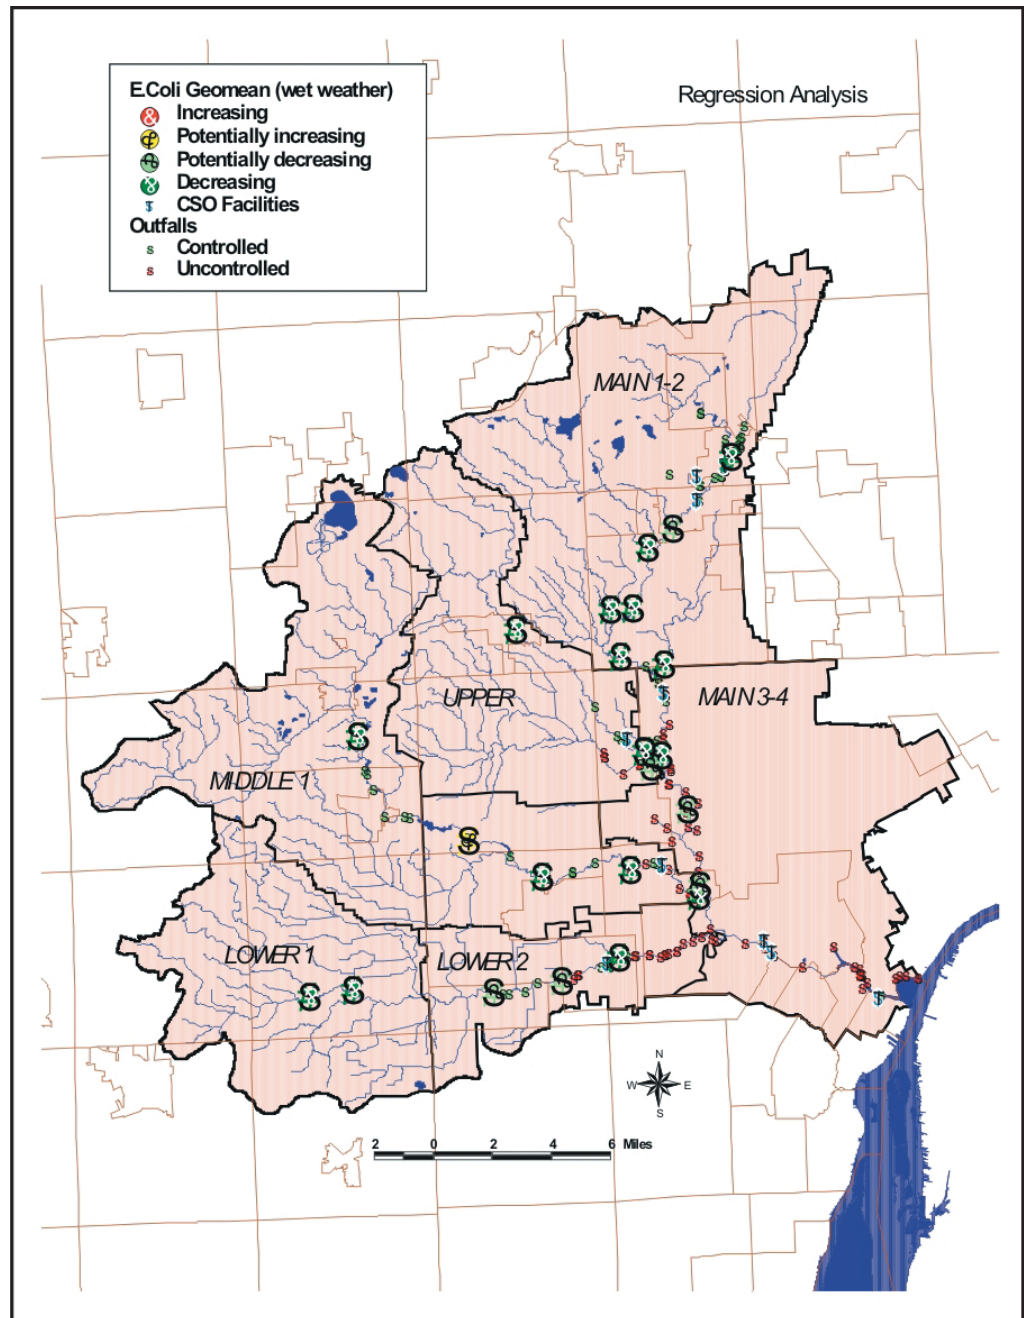 Regression Analysis
E.Coli Geomean (wet weather)
Increasing
Potentially increasing
Potentially decreasing
Decreasing
CSO Facilities
Outfalls
Controlled
Uncontrolled
MAIN 1-2
UPPER
MAIN 3-4
MIDDLE 1
LOWER 1
LOWER 2
N
W E
S
2 0 2 4 6 Miles